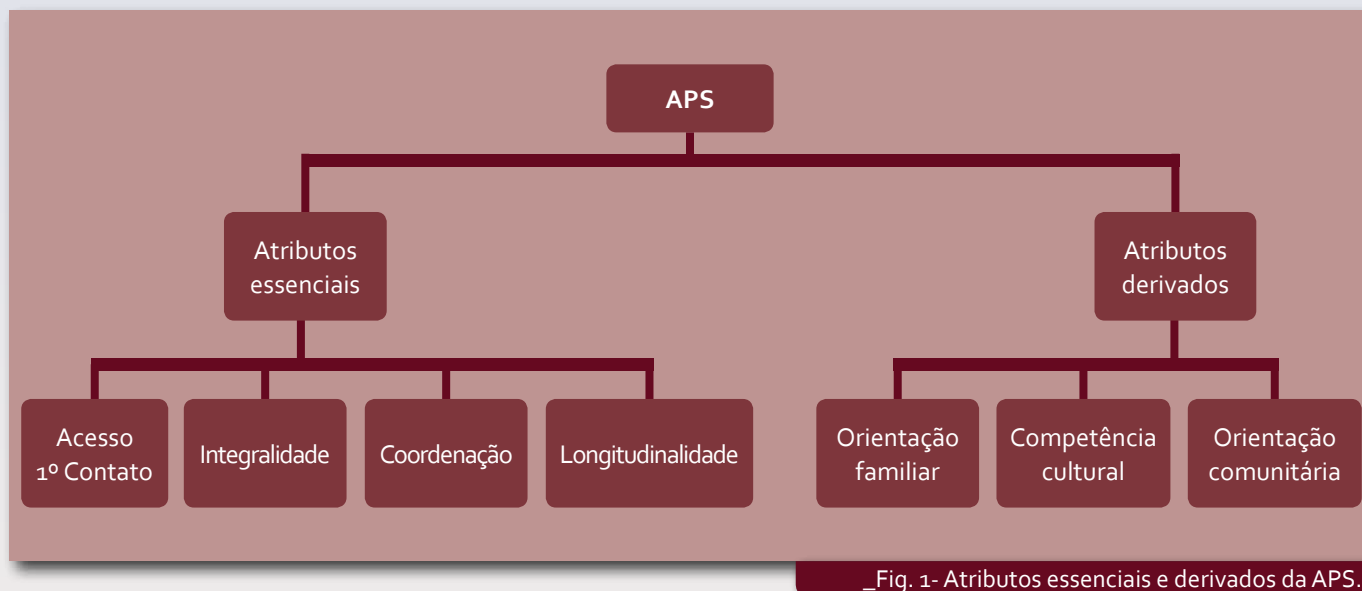 APS
Atributos
essenciais
Atributos
derivados
Acesso
1º Contato
Integralidade
Coordenação
Longitudinalidade
Orientação
familiar
Competência
cultural
Orientação
comunitária
_Fig. 1- Atributos essenciais e derivados da APS.